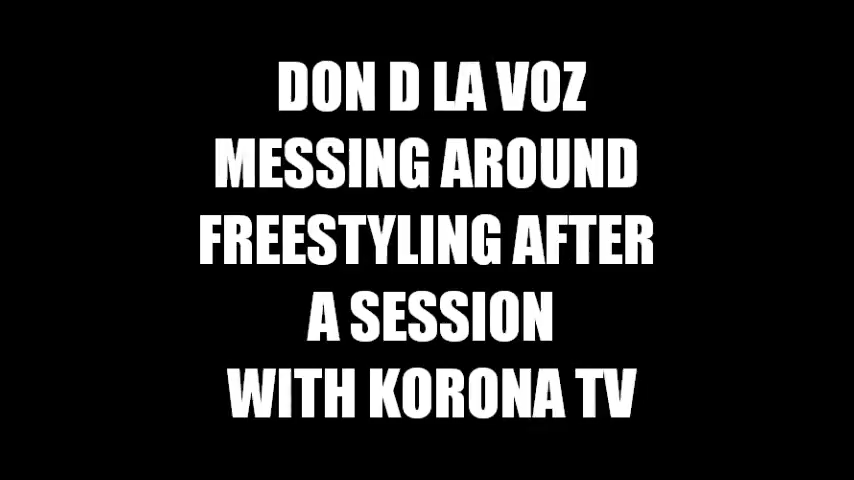 DON D LA VOZ
MESSING AROUND
FREESTYLING AFTER
A SESSION
WITH KORONA TV